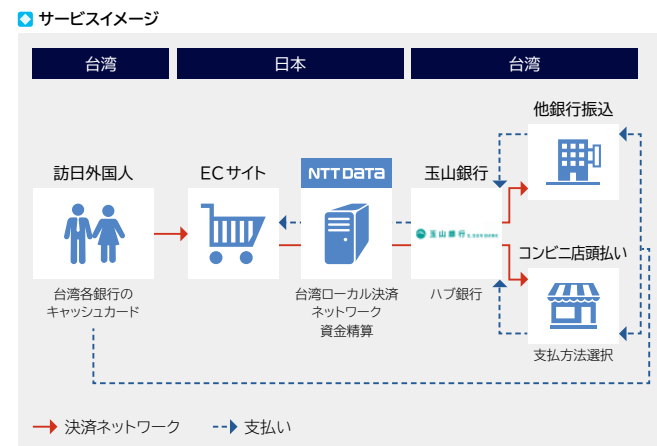 サービスイメージ
台湾
日本
台湾
他銀行振込
訪日外国人
ECサイト
NTT DATA
玉山銀行
玉山銀行
コンビニ店頭払い
台湾各銀行の
キャッシュカード
台湾ローカル決済
ネットワーク
資金精算
ハブ銀行
支払方法選択
決済ネットワーク
支払い